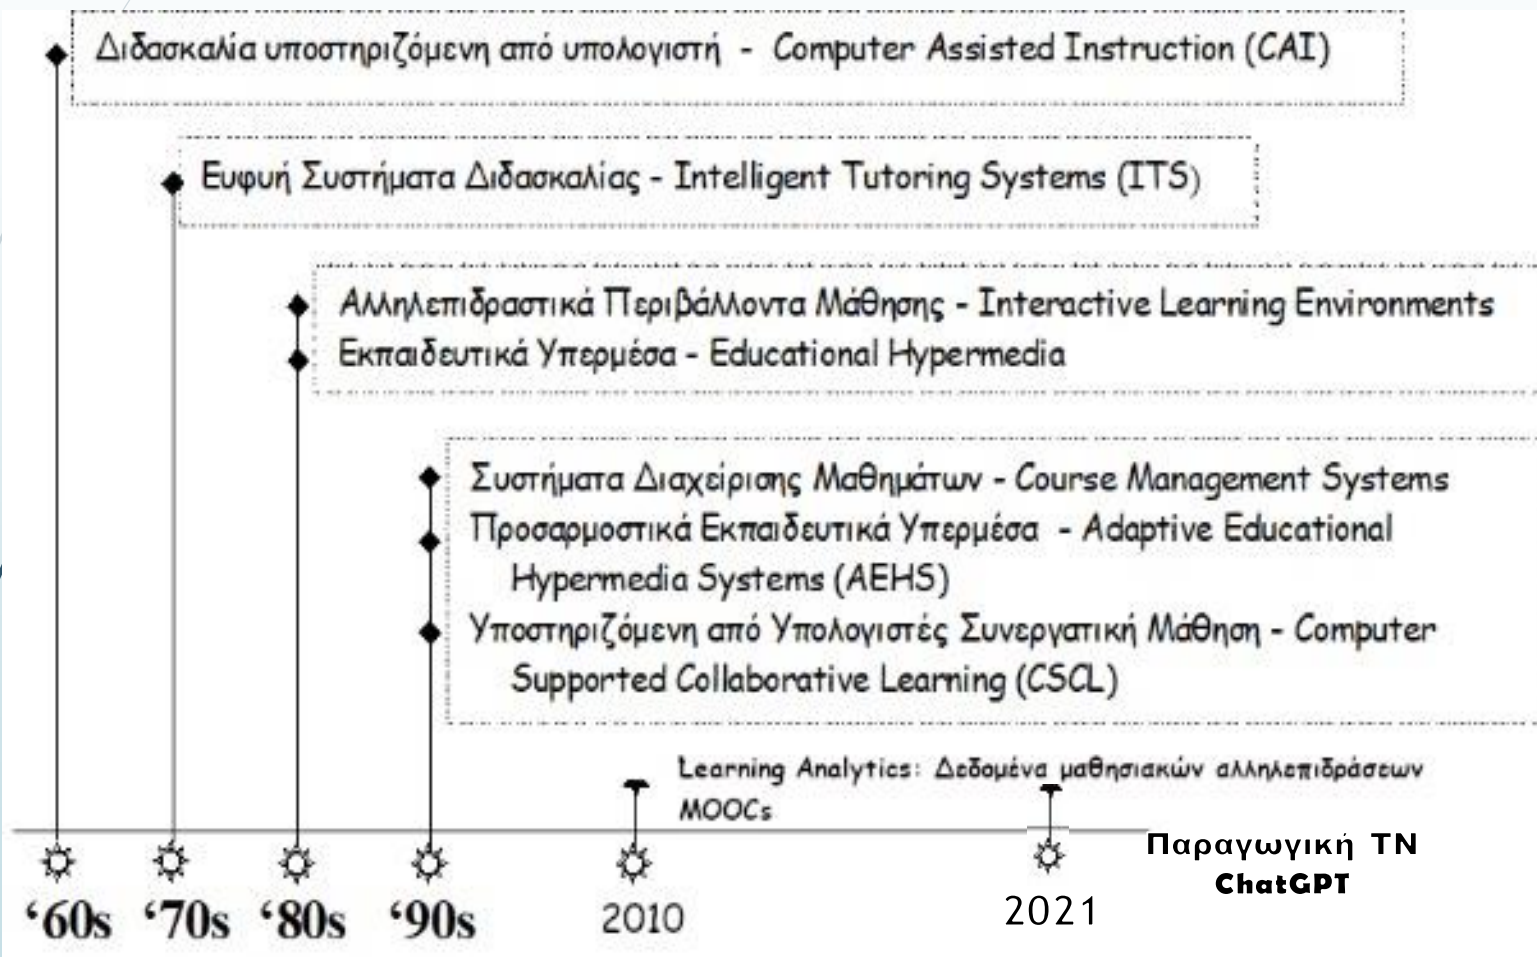 Διδασκαλία υποστηριζόμενη από υπολογιστή - Computer Assisted Instruction (CAI)
Ευφυή Συστήματα Διδασκαλίας - Intelligent Tutoring Systems (ITS)
Αλληλεπιδραστικά Περιβάλλοντα Μάθησης - Interactive Learning Environments
Εκπαιδευτικά Υπερμέσα - Educational Hypermedia
Συστήματα Διαχείρισης Μαθημάτων - Course Management Systems
Προσαρμοστικά Εκπαιδευτικά Υπερμέσα - Adaptive Educational
Hypermedia Systems (AEHS)
Υποστηριζόμενη από Υπολογιστές Συνεργατική Μάθηση - Computer
Supported Collaborative Learning (CSCL)
Learning Analytics: Δεδομένα μαθησιακών αλληλεπιδράσεων
MOOCs
Παραγωγική ΤΝ
ChatGPT
‘60s ‘70s ‘80s ‘90s 2010 2021